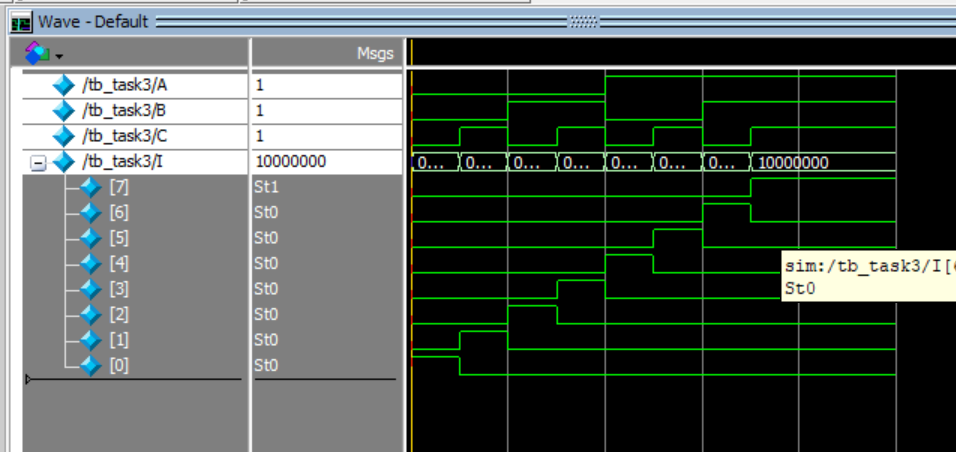 Wave - Default
Msgs
/tb_task3/A 1
/tb_task3/B 1
/tb_task3/C 1
/tb_task3/I 10000000 0... 0... 0... 0... 0... 0... 0... 10000000
[7] St1
[6] St0
[5] St0
[4] St0
[3] St0
[2] St0
[1] St0
[0] St0
sim:/tb_task3/I[
St0